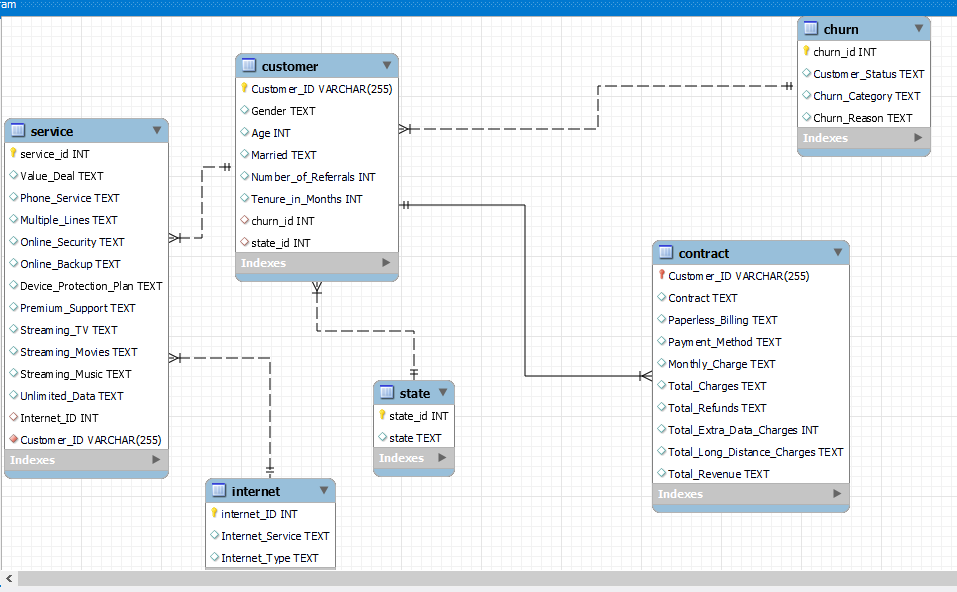 ram
churn
churn_id INT
Customer_Status TEXT
Churn_Category TEXT
Churn_Reason TEXT
Indexes
customer
Customer_ID VARCHAR(255)
Gender TEXT
Age INT
Married TEXT
Number_of_Referrals INT
Tenure_in_Months INT
churn_id INT
state_id INT
Indexes
service
service_id INT
Value_Deal TEXT
Phone_Service TEXT
Multiple_Lines TEXT
Online_Security TEXT
Online_Backup TEXT
Device_Protection_Plan TEXT
Premium_Support TEXT
Streaming_TV TEXT
Streaming_Movies TEXT
Streaming_Music TEXT
Unlimited_Data TEXT
Internet_ID INT
Customer_ID VARCHAR(255)
Indexes
contract
Customer_ID VARCHAR(255)
Contract TEXT
Paperless_Billing TEXT
Payment_Method TEXT
Monthly_Charge TEXT
Total_Charges TEXT
Total_Refunds TEXT
Total_Extra_Data_Charges INT
Total_Long_Distance_Charges TEXT
Total_Revenue TEXT
Indexes
state
state_id INT
state TEXT
Indexes
internet
internet_ID INT
Internet_Service TEXT
Internet_Type TEXT